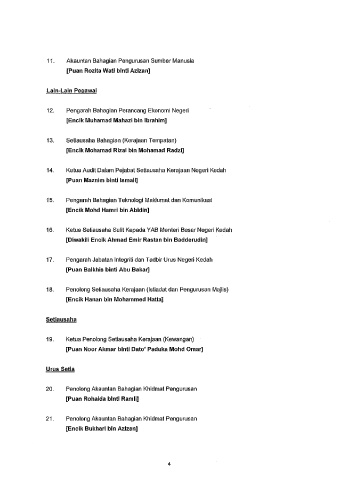 11. Akauntan Bahagian Pengurusan Sumber Manusia
[Puan Rozita Wati binti Azizan]
Lain-Lain Pegawai
12. Pengarah Bahagian Perancang Ekonomi Negeri
[Encik Muhamad Mahazi bin Ibrahim]
13. Setiausaha Bahagian (Kerajaan Tempatan)
[Encik Mohamad Rizal bin Mohamad Radzi]
14. Ketua Audit Dalam Pejabat Setiausaha Kerajaan Negeri Kedah
[Puan Maznim binti Ismail]
15. Pengarah Bahagian Teknologi Maklumat dan Komunikasi
[Encik Mohd Hamri bin Abidin]
16. Ketua Setiausaha Sulit Kepada YAB Menteri Besar Negeri Kedah
[Diwakili Encik Ahmad Emir Rastan bin Badderudin]
17. Pengarah Jabatan Integriti dan Tadbir Urus Negeri Kedah
[Puan Balkhis binti Abu Bakar]
18. Penolong Setiausaha Kerajaan (Istiadat dan Pengurusan Majlis)
[Encik Hanan bin Mohammed Hatta]
Setiausaha
19. Ketua Penolong Setiausaha Kerajaan (Kewangan)
[Puan Noor Akmar binti Dato' Paduka Mohd Omar]
Urus Setia
20. Penolong Akauntan Bahagian Khidmat Pengurusan
[Puan Rohaida binti Ramli]
21. Penolong Akauntan Bahagian Khidmat Pengurusan
[Encik Bukhari bin Azizan]
4